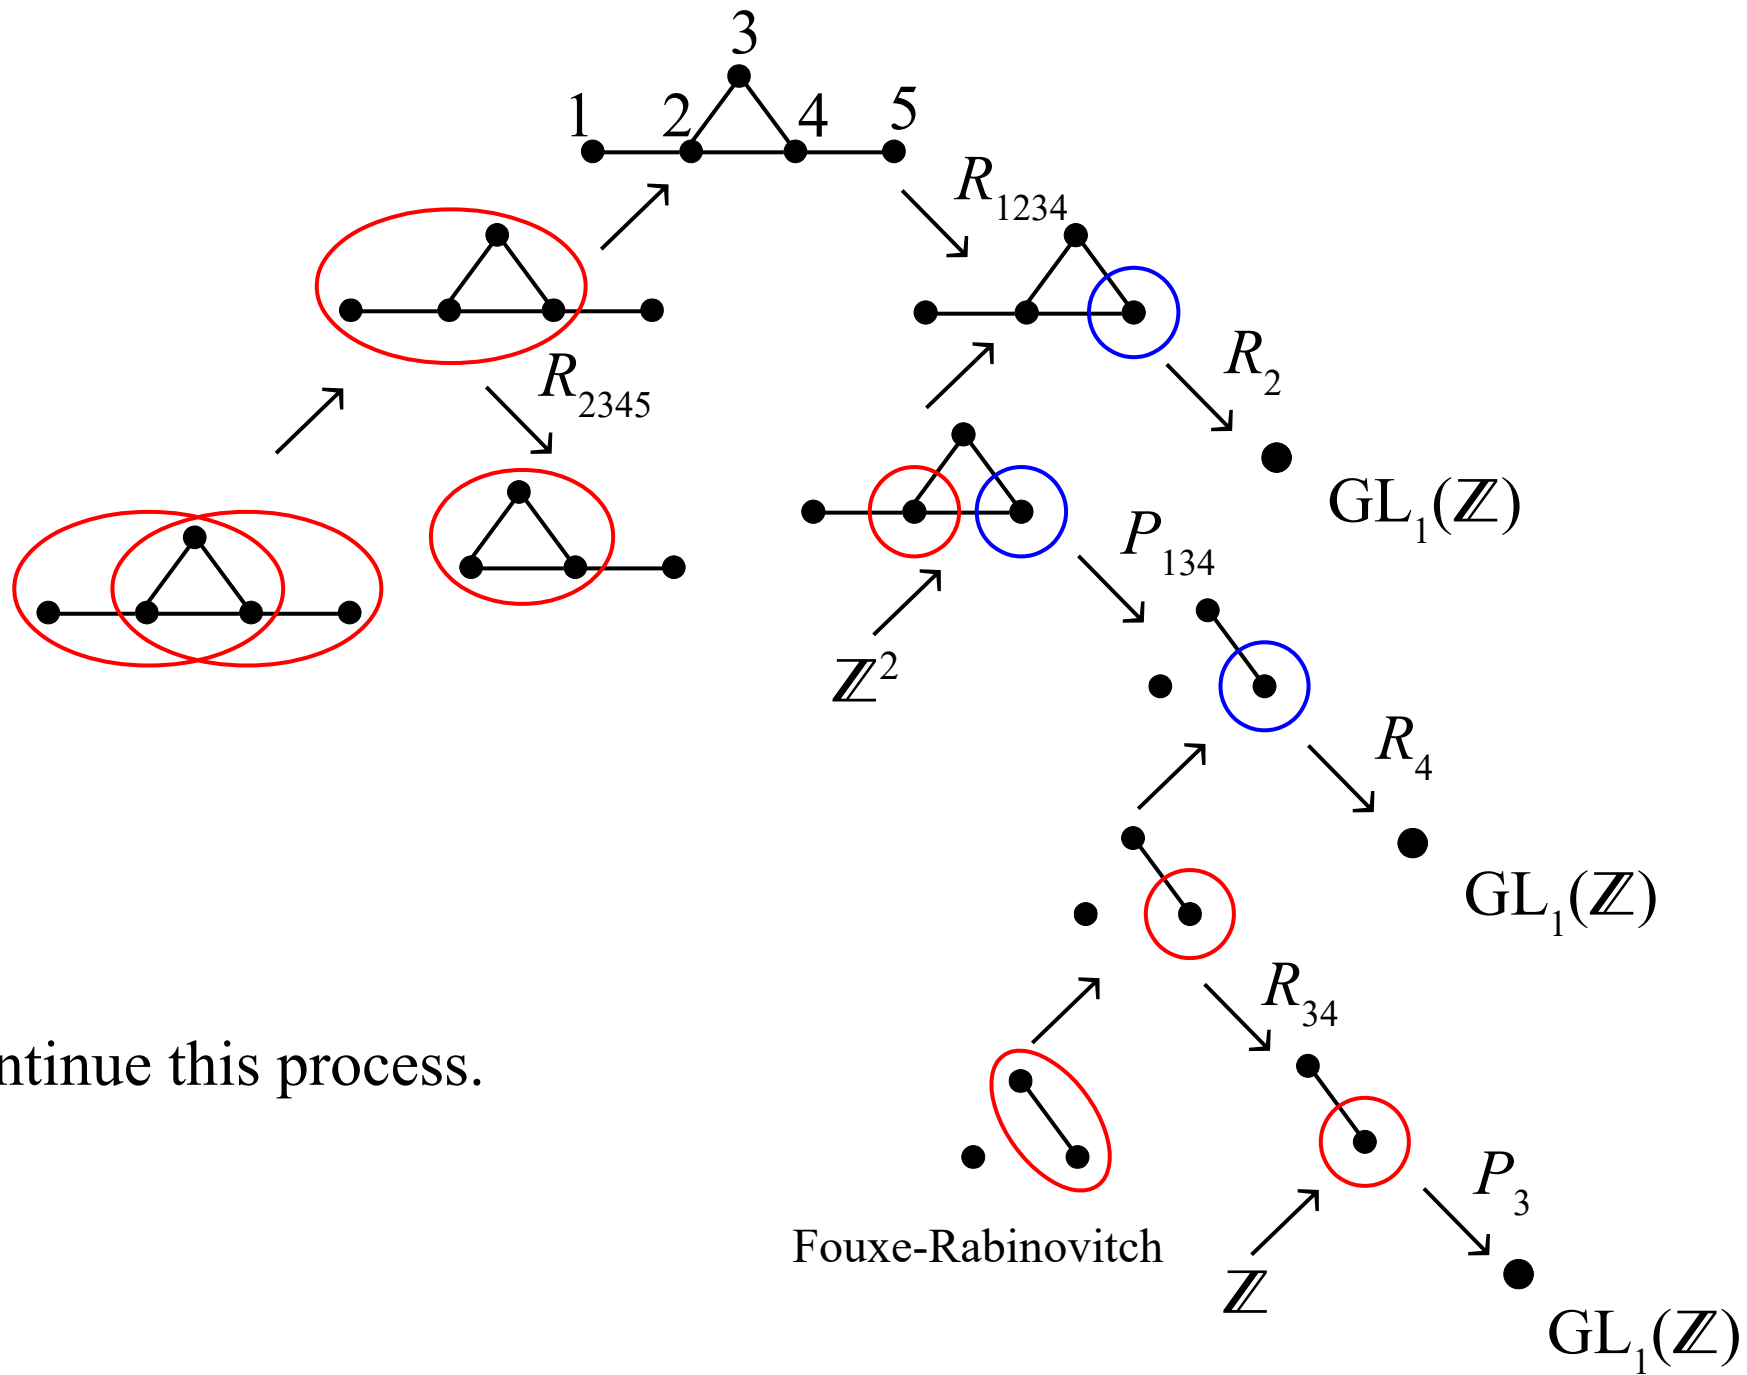 3
1 2 4 5
R1234
R2
R2345
GL1(ℤ)
P134
ℤ2
R4
GL1(ℤ)
R34
ntinue this process.
P3
Fouxe-Rabinovitch
ℤ
GL1(ℤ)